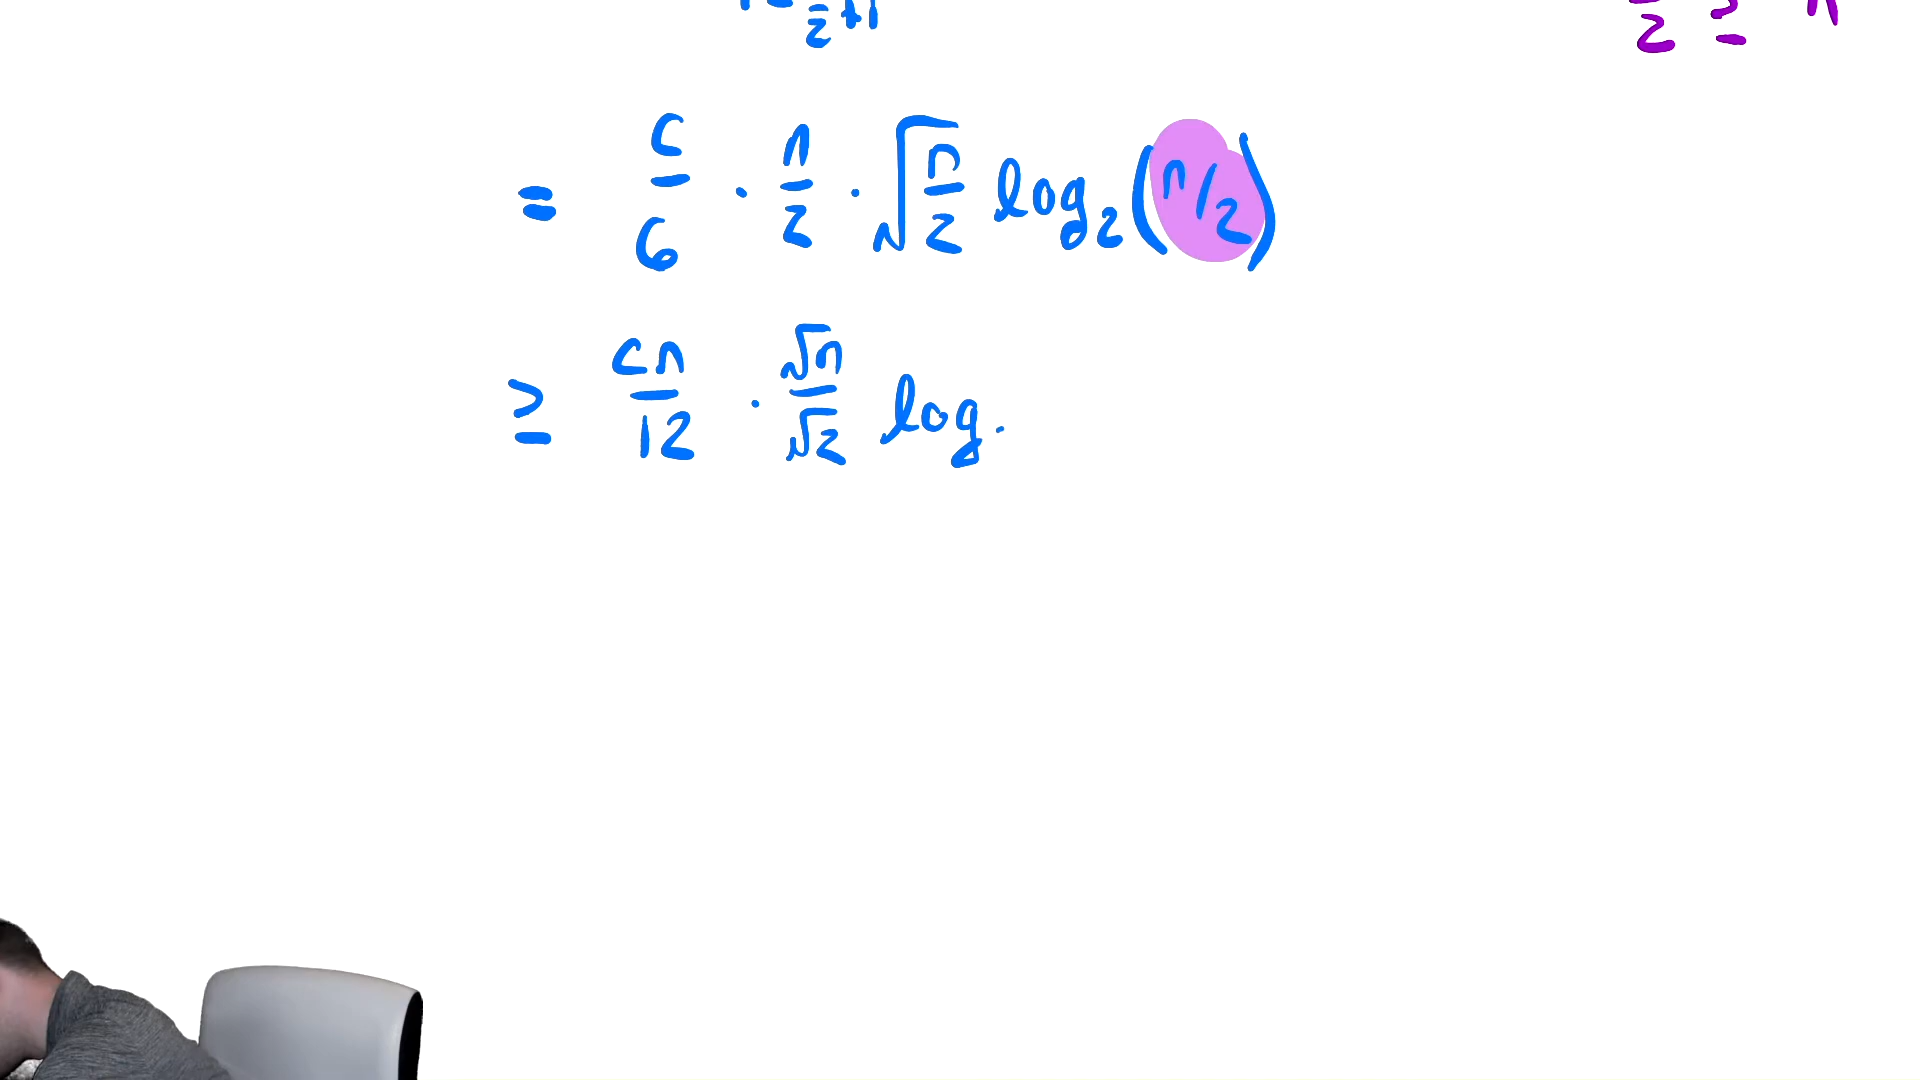 = c/6 · n/2 · √(n/2) log₂(n/2)
≥ cn/12 · √n/√2 log